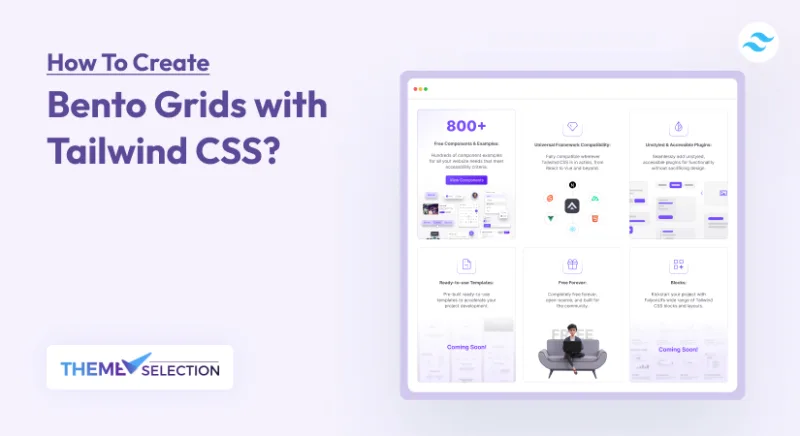 How To Create
Bento Grids with
Tailwind CSS?
THEME SELECTION
800+
Free Components & Examples:
Hundreds of component examples
for all your website needs that meet
accessibility criteria.
View Components
Universal Framework Compatibility:
Fully compatible wherever
Tailwind CSS is in action, from
React to Vue and beyond.
Unstyled & Accessible Plugins:
Seamlessly add unstyled,
accessible plugins for functionality
without sacrificing design.
Ready-to-use Templates:
Pre-built ready-to-use
templates to accelerate your
project development.
Coming Soon!
Free Forever:
Completely free forever,
open-source, and built for
the community.
FREE
Blocks:
Kickstart your project with
wide range of Tailwind
CSS blocks and layouts.
Coming Soon!